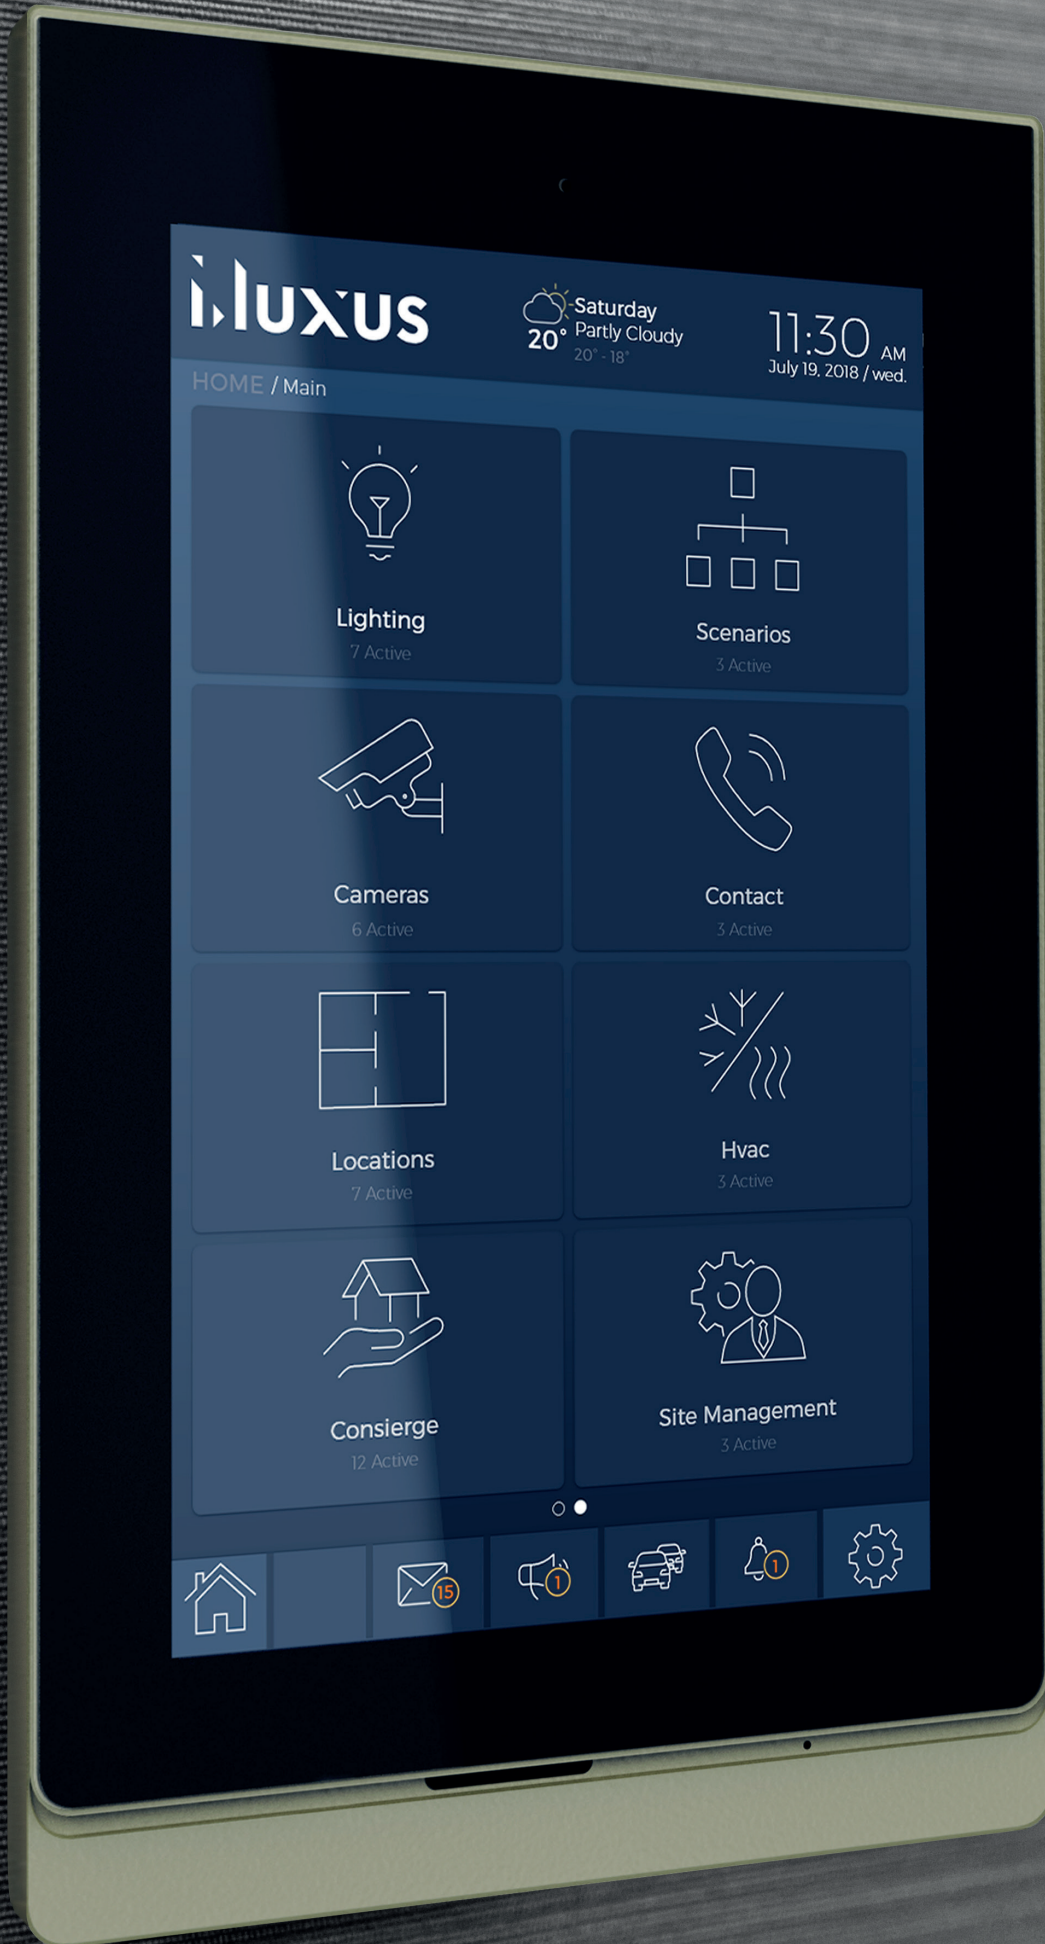 iluxus
Saturday
20° Partly Cloudy
20° - 18°
11:30 AM
July 19. 2018 / wed.
HOME / Main
Lighting
7 Active
Scenarios
3 Active
Cameras
6 Active
Contact
3 Active
Locations
7 Active
Hvac
3 Active
Consierge
12 Active
Site Management
3 Active
15
1
1